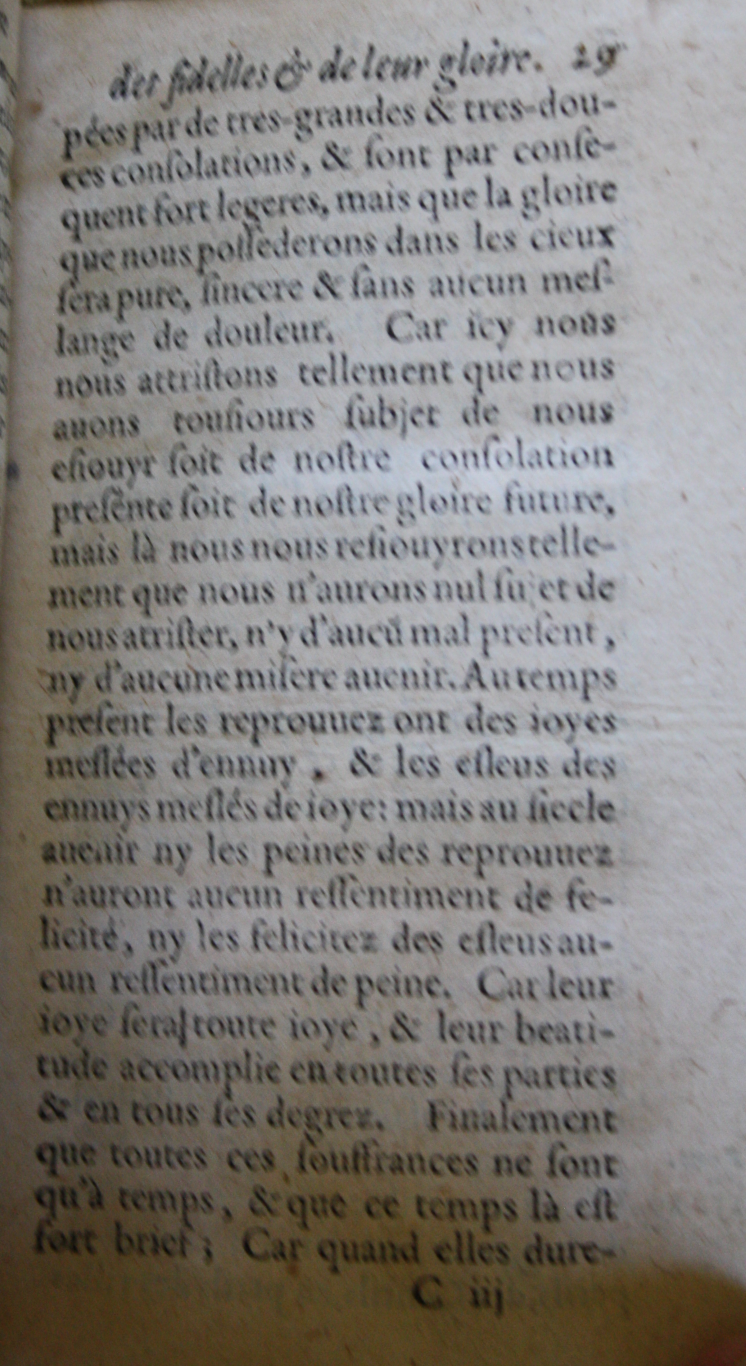 des fidelles & de leur gloire. 29
pées par de tres-grandes & tres-dou-
ces conſolations, & ſont par conſe-
quent fort legeres, mais que la gloire
que nous poſſederons dans les cieux
ſera pure, ſincere & ſans aucun meſ-
lange de douleur. Car icy nous
nous attriſtons tellement que nous
auons touſiours ſubjet de nous
eſiouyr ſoit de noſtre conſolation
preſente ſoit de noſtre gloire future,
mais là nous nous reſiouyrons telle-
ment que nous n'aurons nul ſujet de
nous atriſter, n'y d'aucũ mal preſent,
ny d'aucune miſere auenir. Au temps
preſent les reprouuez ont des ioyes
meſlées d'ennuy, & les eſleus des
ennuys meſlés de ioye: mais au ſiecle
auenir ny les peines des reprouuez
n'auront aucun reſſentiment de fe-
licité, ny les felicitez des eſleus au-
cun reſſentiment de peine. Car leur
ioye ſera toute ioye, & leur beati-
tude accomplie en toutes ſes parties
& en tous ſes degrez. Finalement
que toutes ces ſouffrances ne ſont
qu'à temps, & que ce temps là eſt
fort brief; Car quand elles dure-
C iij